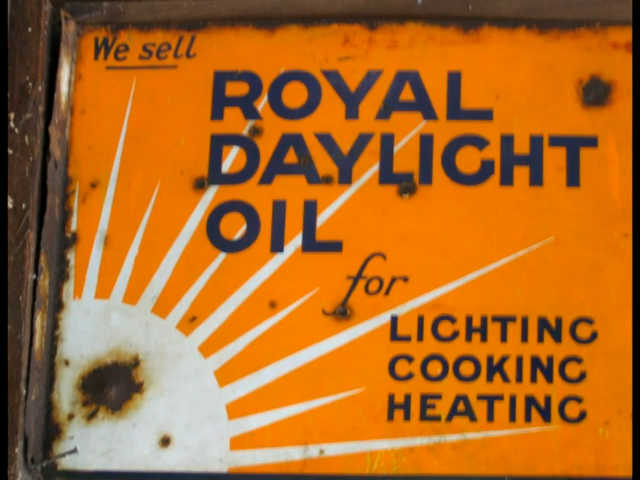 We sell
ROYAL
DAYLIGHT
OIL
for
LIGHTING
COOKING
HEATING